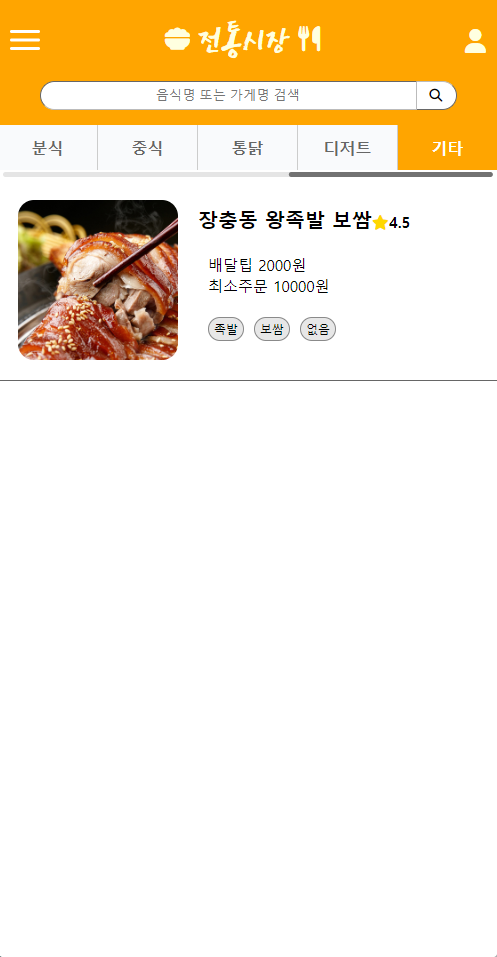 전통시장
음식명 또는 가게명 검색
분식 중식 통닭 디저트 기타
장충동 왕족발 보쌈 4.5
배달팁 2000원
최소주문 10000원
족발 보쌈 없음